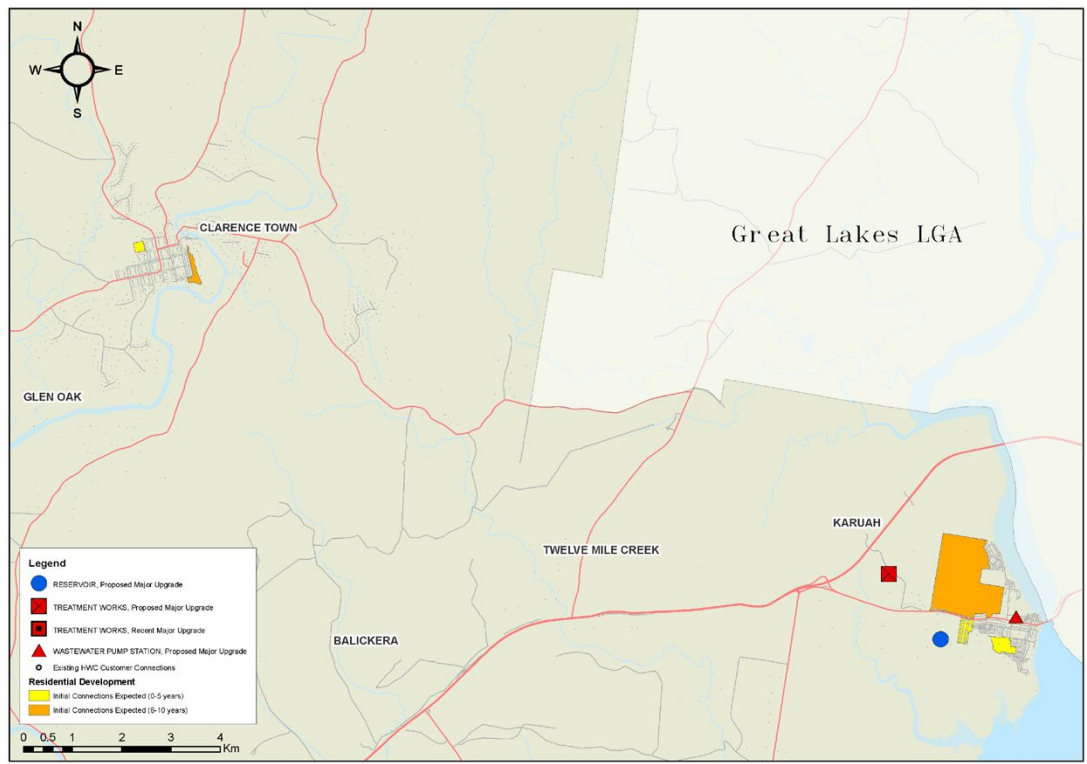 N
W E
S
CLARENCE TOWN
Great Lakes LGA
GLEN OAK
KARUAH
TWELVE MILE CREEK
BALICKERA
Legend
RESERVOIR, Proposed Major Upgrade
TREATMENT WORKS, Proposed Major Upgrade
TREATMENT WORKS, Recent Major Upgrade
WASTEWATER PUMP STATION, Proposed Major Upgrade
Existing HWC Customer Connections
Residential Development
Initial Connections Expected (0-5 years)
Initial Connections Expected (6-10 years)
0 0.5 1 2 3 4
Km